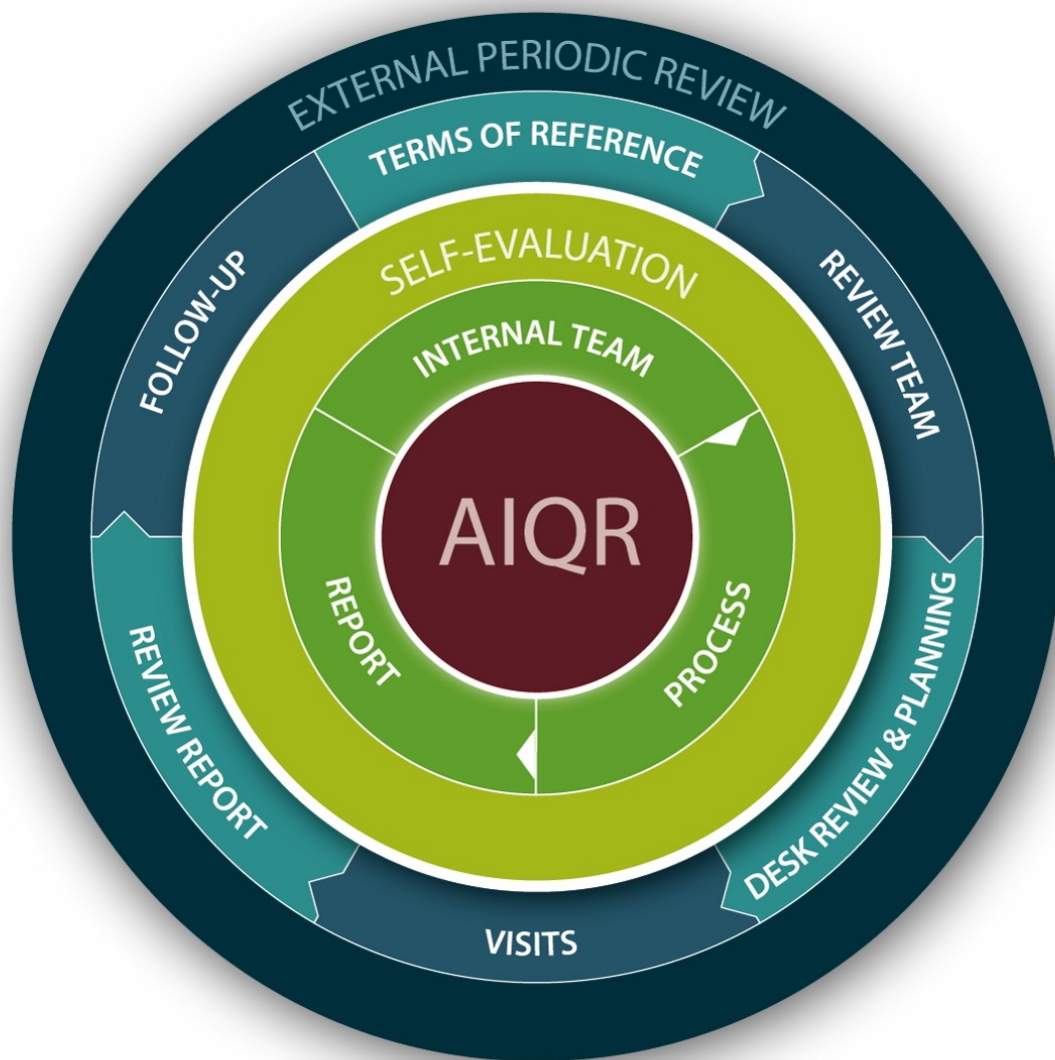 EXTERNAL PERIODIC REVIEW
TERMS OF REFERENCE
REVIEW TEAM
DESK REVIEW & PLANNING
VISITS
REVIEW REPORT
FOLLOW-UP
SELF-EVALUATION
INTERNAL TEAM
PROCESS
REPORT
AIQR